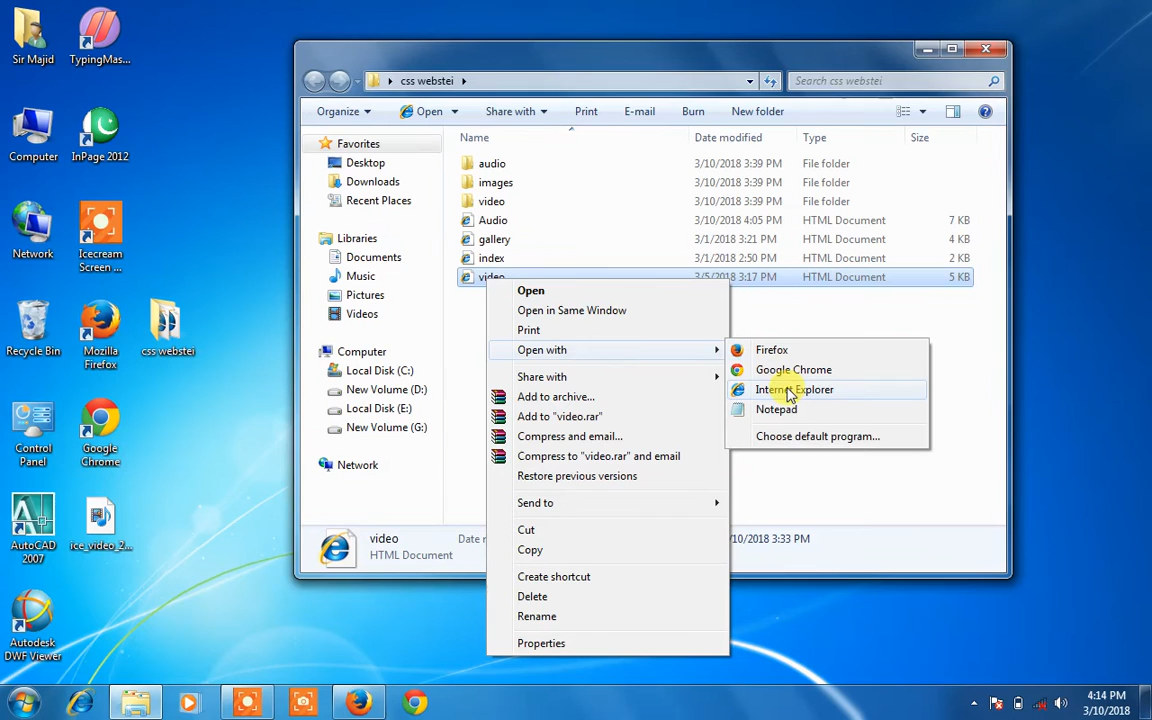 Sir Majid
TypingMas...
Computer
InPage 2012
Network
Icecream
Screen ...
Recycle Bin
Mozilla
Firefox
css webstei
Control
Panel
Google
Chrome
AutoCAD
2007
ice_video_2...
Autodesk
DWF Viewer
css webstei
Search css webstei
Organize
Open
Share with
Print
E-mail
Burn
New folder
Favorites
Desktop
Downloads
Recent Places
Libraries
Documents
Music
Pictures
Videos
Computer
Local Disk (C:)
New Volume (D:)
Local Disk (E:)
New Volume (G:)
Network
Name Date modified Type Size
audio 3/10/2018 3:39 PM File folder
images 3/10/2018 3:39 PM File folder
video 3/10/2018 3:39 PM File folder
Audio 3/10/2018 4:05 PM HTML Document 7 KB
gallery 3/1/2018 3:21 PM HTML Document 4 KB
index 3/1/2018 2:50 PM HTML Document 2 KB
video 3/5/2018 3:17 PM HTML Document 5 KB
Open
Open in Same Window
Print
Open with
Share with
Add to archive...
Add to "video.rar"
Compress and email...
Compress to "video.rar" and email
Restore previous versions
Send to
Cut
Copy
Create shortcut
Delete
Rename
Properties
Firefox
Google Chrome
Internet Explorer
Notepad
Choose default program...
video
HTML Document
Date
/10/2018 3:33 PM
4:14 PM
3/10/2018